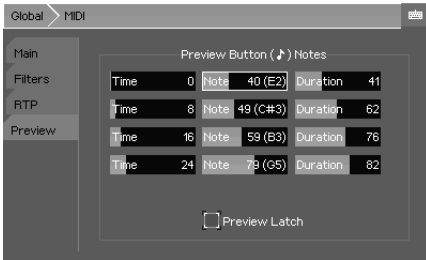 Global MIDI
Main
Filters
RTP
Preview
Preview Button (♪) Notes
Time 0 Note 40 (E2) Duration 41
Time 8 Note 49 (C#3) Duration 62
Time 16 Note 59 (B3) Duration 76
Time 24 Note 79 (G5) Duration 82
Preview Latch